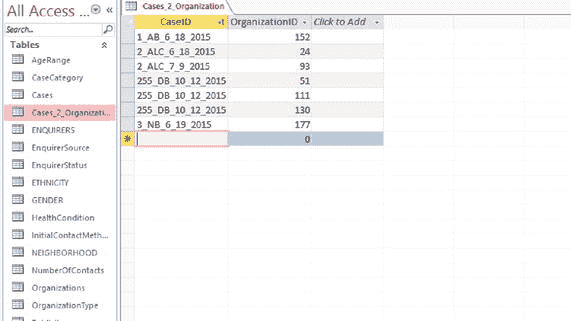 All Access ...
Search...
Tables
AgeRange
CaseCategory
Cases
Cases_2_Organizati...
ENQUIRERS
EnquirerSource
EnquirerStatus
ETHNICITY
GENDER
HealthCondition
InitialContactMeth...
NEIGHBORHOOD
NumberOfContacts
Organizations
OrganizationType
Cases_2_Organization
CaseID OrganizationID Click to Add
1_AB_6_18_2015 152
2_ALC_6_18_2015 24
2_ALC_7_9_2015 93
255_DB_10_12_2015 51
255_DB_10_12_2015 111
255_DB_10_12_2015 130
3_NB_6_19_2015 177
0